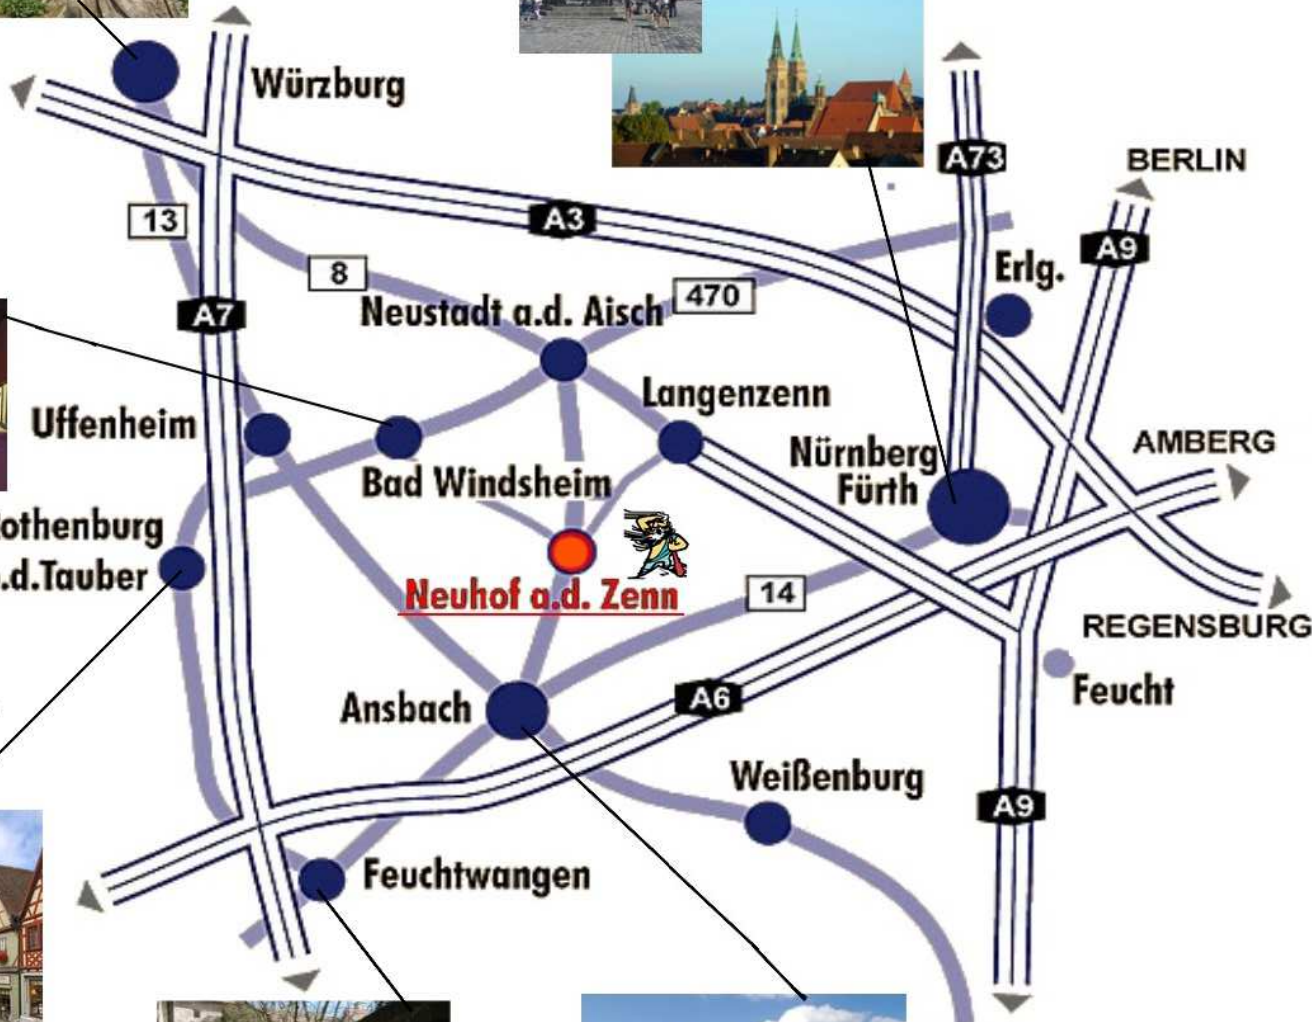 Würzburg
A73
BERLIN
13
A3
A9
8
Erlg.
470
A7
Neustadt a.d. Aisch
Langenzenn
Uffenheim
AMBERG
Nürnberg
Fürth
Bad Windsheim
othenburg
.d.Tauber
Neuhof a.d. Zenn
14
REGENSBURG
Feucht
Ansbach
A6
Weißenburg
A9
Feuchtwangen